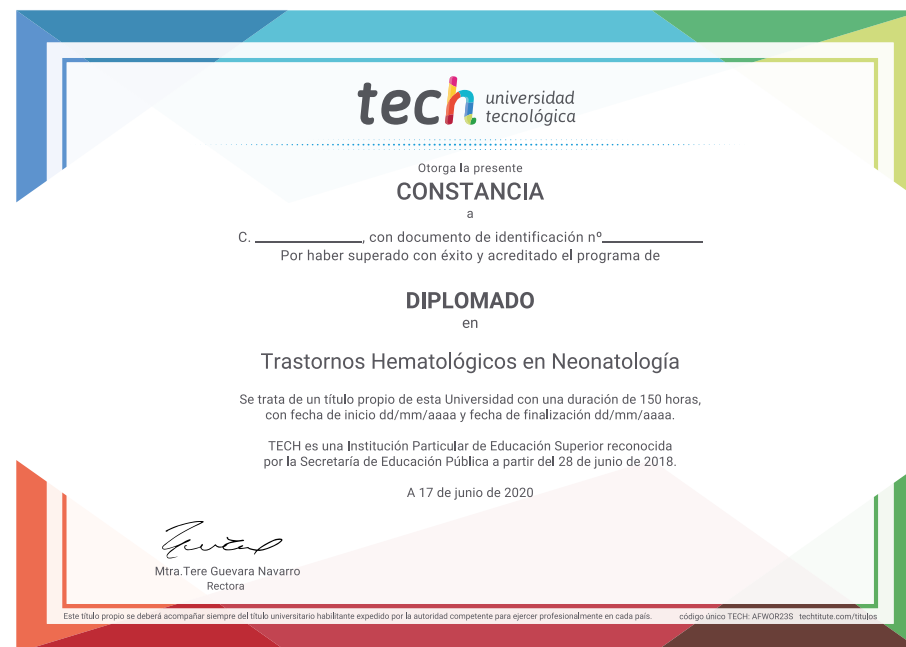 tech universidad
tecnológica
Otorga la presente
CONSTANCIA
a
C. ____________, con documento de identificación nº____________
Por haber superado con éxito y acreditado el programa de
DIPLOMADO
en
Trastornos Hematológicos en Neonatología
Se trata de un título propio de esta Universidad con una duración de 150 horas,
con fecha de inicio dd/mm/aaaa y fecha de finalización dd/mm/aaaa.
TECH es una Institución Particular de Educación Superior reconocida
por la Secretaría de Educación Pública a partir del 28 de junio de 2018.
A 17 de junio de 2020
Mtra.Tere Guevara Navarro
Rectora
Este título propio se deberá acompañar siempre del título universitario habilitante expedido por la autoridad competente para ejercer profesionalmente en cada país. código único TECH: AFWOR23S techtitute.com/titulos